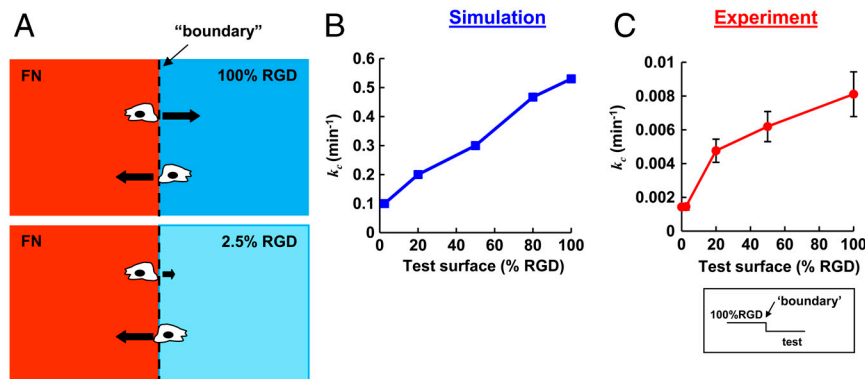 A
“boundary”
FN
100% RGD
FN
2.5% RGD
B
Simulation
k_c (min⁻¹)
0.6
0.5
0.4
0.3
0.2
0.1
0
0 20 40 60 80 100
Test surface (% RGD)
C
Experiment
k_c (min⁻¹)
0.01
0.008
0.006
0.004
0.002
0
0 20 40 60 80 100
Test surface (% RGD)
‘boundary’
100%RGD
test